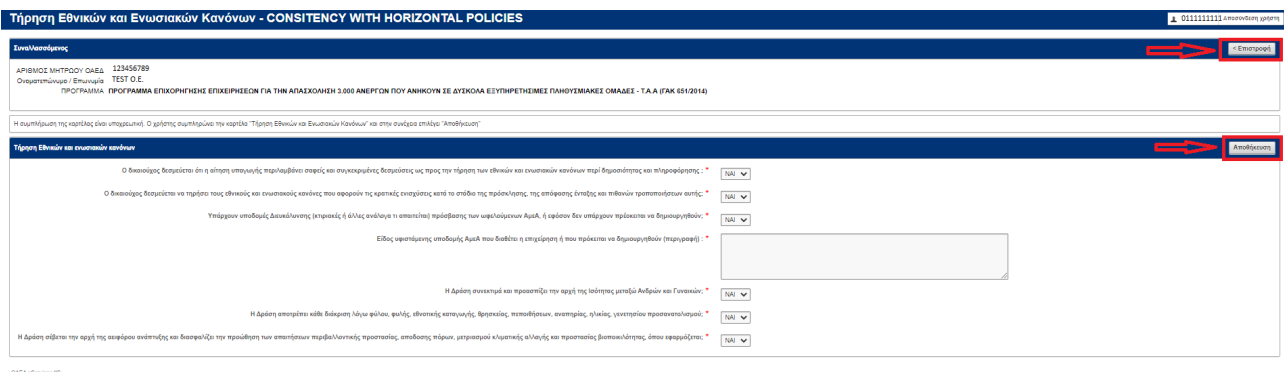 Τήρηση Εθνικών και Ενωσιακών Κανόνων - CONSITENCY WITH HORIZONTAL POLICIES
0111111111 Αποσύνδεση χρήστη
Συναλλασσόμενος
< Επιστροφή
ΑΡΙΘΜΟΣ ΜΗΤΡΩΟΥ ΟΑΕΔ 123456789
Ονοματεπώνυμο / Επωνυμία TEST O.E.
ΠΡΟΓΡΑΜΜΑ ΠΡΟΓΡΑΜΜΑ ΕΠΙΧΟΡΗΓΗΣΗΣ ΕΠΙΧΕΙΡΗΣΕΩΝ ΓΙΑ ΤΗΝ ΑΠΑΣΧΟΛΗΣΗ 3.000 ΑΝΕΡΓΩΝ ΠΟΥ ΑΝΗΚΟΥΝ ΣΕ ΔΥΣΚΟΛΑ ΕΞΥΠΗΡΕΤΗΣΙΜΕΣ ΠΛΗΘΥΣΜΙΑΚΕΣ ΟΜΑΔΕΣ - Τ.Α.Α (ΓΑΚ 651/2014)
Η συμπλήρωση της καρτέλας είναι υποχρεωτική. Ο χρήστης συμπληρώνει την καρτέλα "Τήρηση Εθνικών και Ενωσιακών Κανόνων" και στην συνέχεια επιλέγει "Αποθήκευση"
Τήρηση Εθνικών και ενωσιακών κανόνων
Αποθήκευση
Ο δικαιούχος δεσμεύεται ότι η αίτηση υπαγωγής περιλαμβάνει σαφείς και συγκεκριμένες δεσμεύσεις ως προς την τήρηση των εθνικών και ενωσιακών κανόνων περί δημοσιότητας και πληροφόρησης ; * ΝΑΙ
Ο δικαιούχος δεσμεύεται να τηρήσει τους εθνικούς και ενωσιακούς κανόνες που αφορούν τις κρατικές ενισχύσεις κατά το στάδιο της πρόσκλησης, της απόφασης ένταξης και πιθανών τροποποιήσεων αυτής; * ΝΑΙ
Υπάρχουν υποδομές Διευκόλυνσης (κτιριακές ή άλλες ανάλογα τι απαιτείται) πρόσβασης των ωφελούμενων ΑμεΑ, ή εφόσον δεν υπάρχουν πρόκειται να δημιουργηθούν; * ΝΑΙ
Είδος υφιστάμενης υποδομής ΑμεΑ που διαθέτει η επιχείρηση ή που πρόκειται να δημιουργηθούν (περιγραφή) : *
Η Δράση συνεκτιμά και προασπίζει την αρχή της Ισότητας μεταξύ Ανδρών και Γυναικών; * ΝΑΙ
Η Δράση αποτρέπει κάθε διάκριση λόγω φύλου, φυλής, εθνοτικής καταγωγής, θρησκείας, πεποιθήσεων, αναπηρίας, ηλικίας, γενετησίου προσανατολισμού; * ΝΑΙ
Η Δράση σέβεται την αρχή της αειφόρου ανάπτυξης και διασφαλίζει την προώθηση των απαιτήσεων περιβαλλοντικής προστασίας, αποδοσης πόρων, μετριασμού κλιματικής αλλαγής και προστασίας βιοποικιλότητας, όπου εφαρμόζεται; * ΝΑΙ